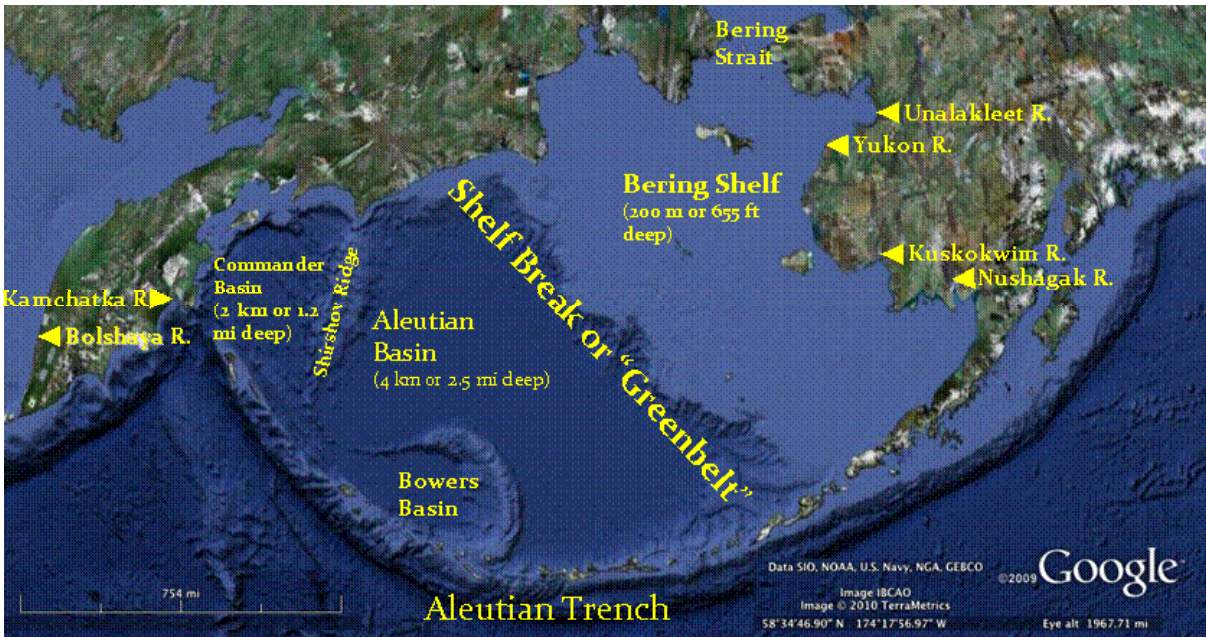 Bering
Strait
Unalakleet R.
Yukon R.
Bering Shelf
(200 m or 655 ft
deep)
Shelf Break or “Greenbelt”
Kuskokwim R.
Nushagak R.
Commander
Basin
(2 km or 1.2
mi deep)
Shirshov Ridge
Kamchatka R.
Bolshaya R.
Aleutian
Basin
(4 km or 2.5 mi deep)
Bowers
Basin
Aleutian Trench
754 mi
Data SIO, NOAA, U.S. Navy, NGA, GEBCO
©2009 Google
Image IBCAO
Image © 2010 TerraMetrics
58°34'46.90" N 174°17'56.97" W
Eye alt 1967.71 mi